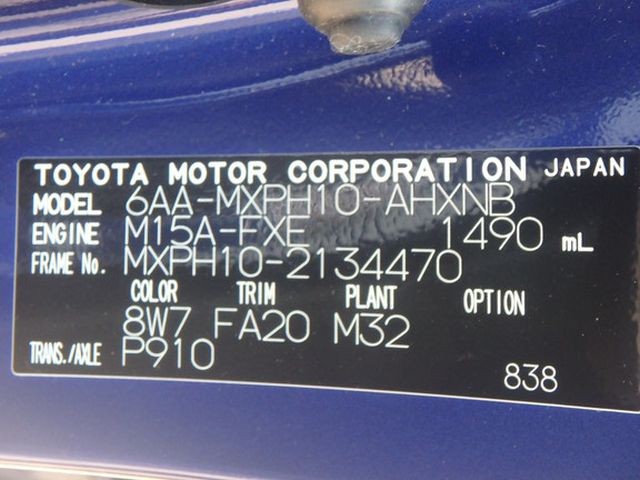 TOYOTA MOTOR CORPORATION JAPAN
MODEL 6AA-MXPH10-AHXNB
ENGINE M15A-FXE 1490 mL
FRAME No. MXPH10-2134470
COLOR TRIM PLANT OPTION
8W7 FA20 M32
TRANS./AXLE P910
838